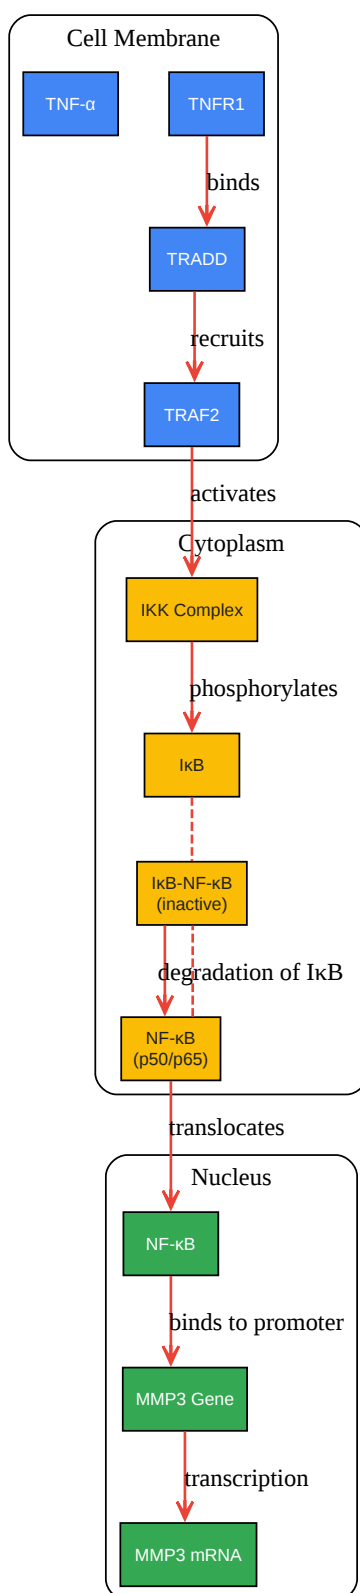 Cell Membrane
TNF-α
TNFR1
binds
TRADD
recruits
TRAF2
activates
Cytoplasm
IKK Complex
phosphorylates
IκB
IκB-NF-κB
(inactive)
degradation of IκB
NF-κB
(p50/p65)
translocates
Nucleus
NF-κB
binds to promoter
MMP3 Gene
transcription
MMP3 mRNA